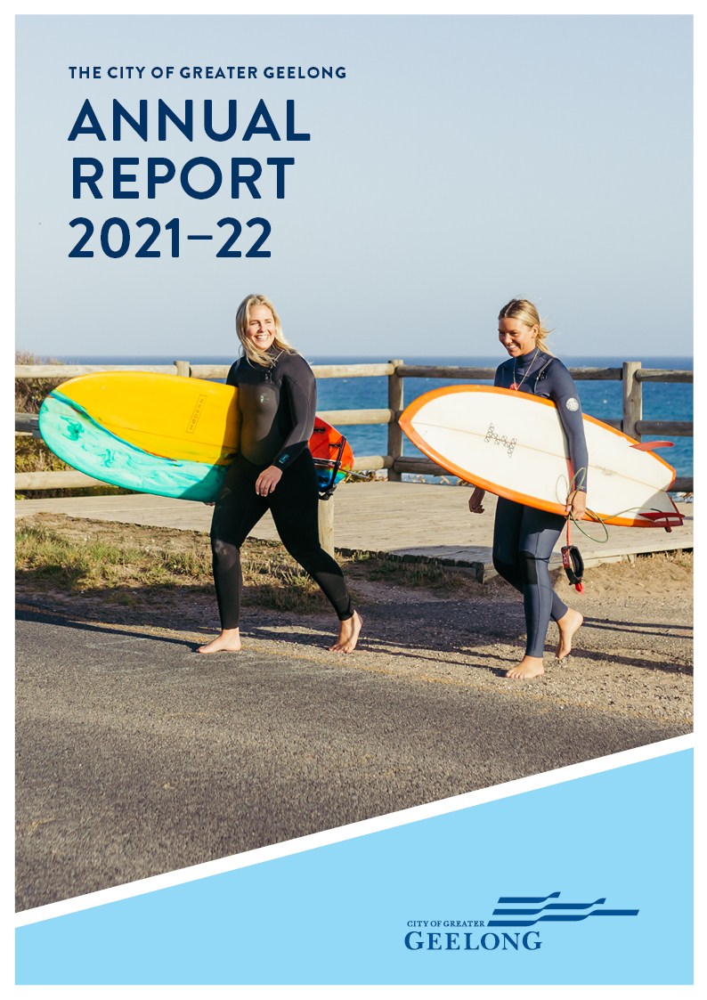 THE CITY OF GREATER GEELONG
ANNUAL
REPORT
2021–22
CITY OF GREATER
GEELONG